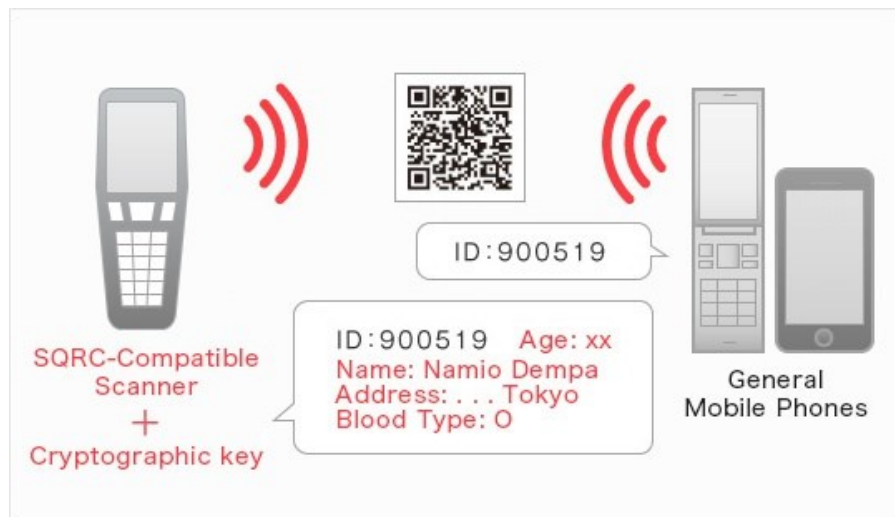 ID:900519
ID:900519 Age: xx
Name: Namio Dempa
Address: . . . Tokyo
Blood Type: O
SQRC-Compatible
Scanner
+
Cryptographic key
General
Mobile Phones